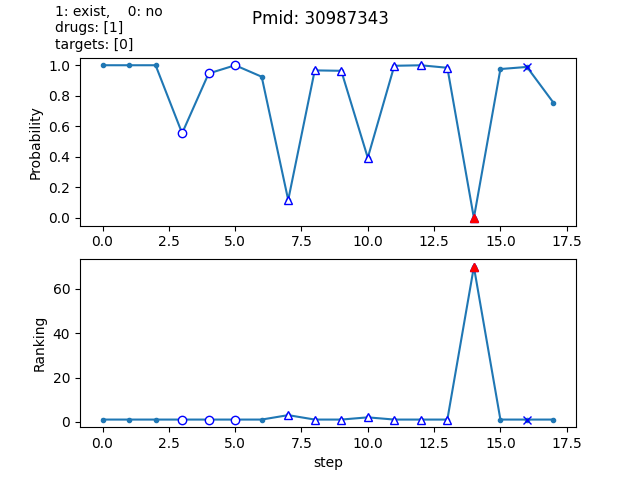 1: exist,    0: no
drugs: [1]
targets: [0]
Pmid: 30987343
Probability
1.0
0.8
0.6
0.4
0.2
0.0
0.0 2.5 5.0 7.5 10.0 12.5 15.0 17.5
Ranking
60
40
20
0
0.0 2.5 5.0 7.5 10.0 12.5 15.0 17.5
step